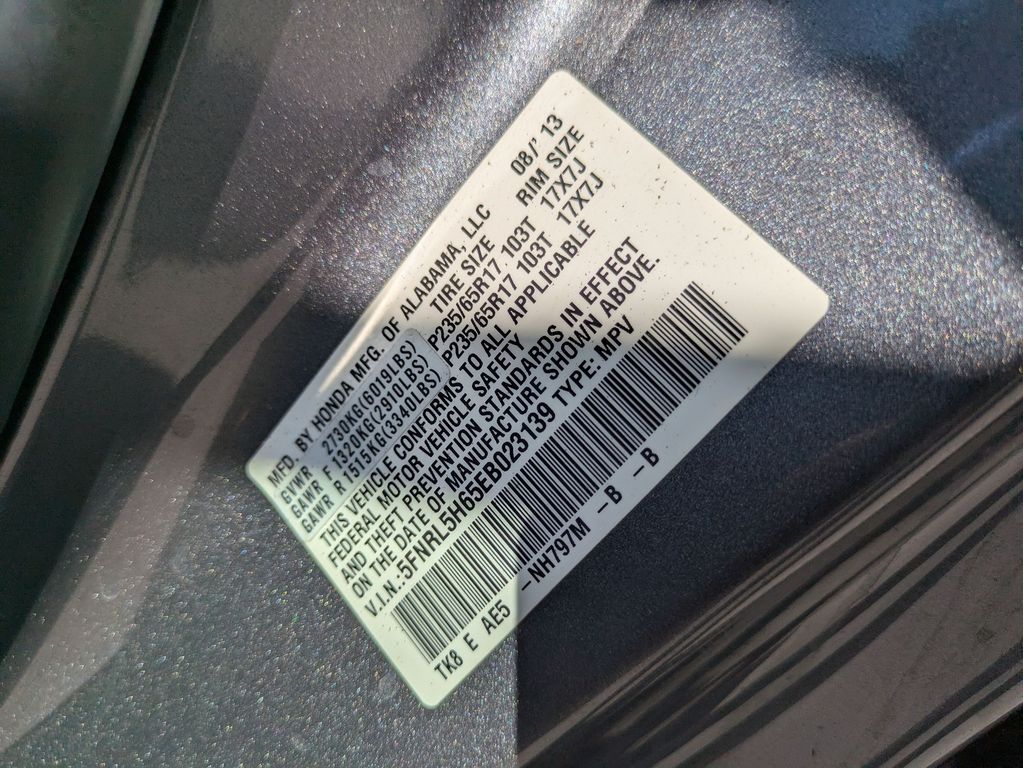 MFD. BY HONDA MFG. OF ALABAMA, LLC 08/' 13
GVWR 2730KG(6019LBS) TIRE SIZE RIM SIZE
GAWR F 1320KG(2910LBS) P235/65R17 103T 17X7J
GAWR R 1515KG(3340LBS) P235/65R17 103T 17X7J
THIS VEHICLE CONFORMS TO ALL APPLICABLE
FEDERAL MOTOR VEHICLE SAFETY
AND THEFT PREVENTION STANDARDS IN EFFECT
ON THE DATE OF MANUFACTURE SHOWN ABOVE.
V.I.N.:5FNRL5H65EB023139 TYPE: MPV
TK8 E AE5 -NH797M -B -B